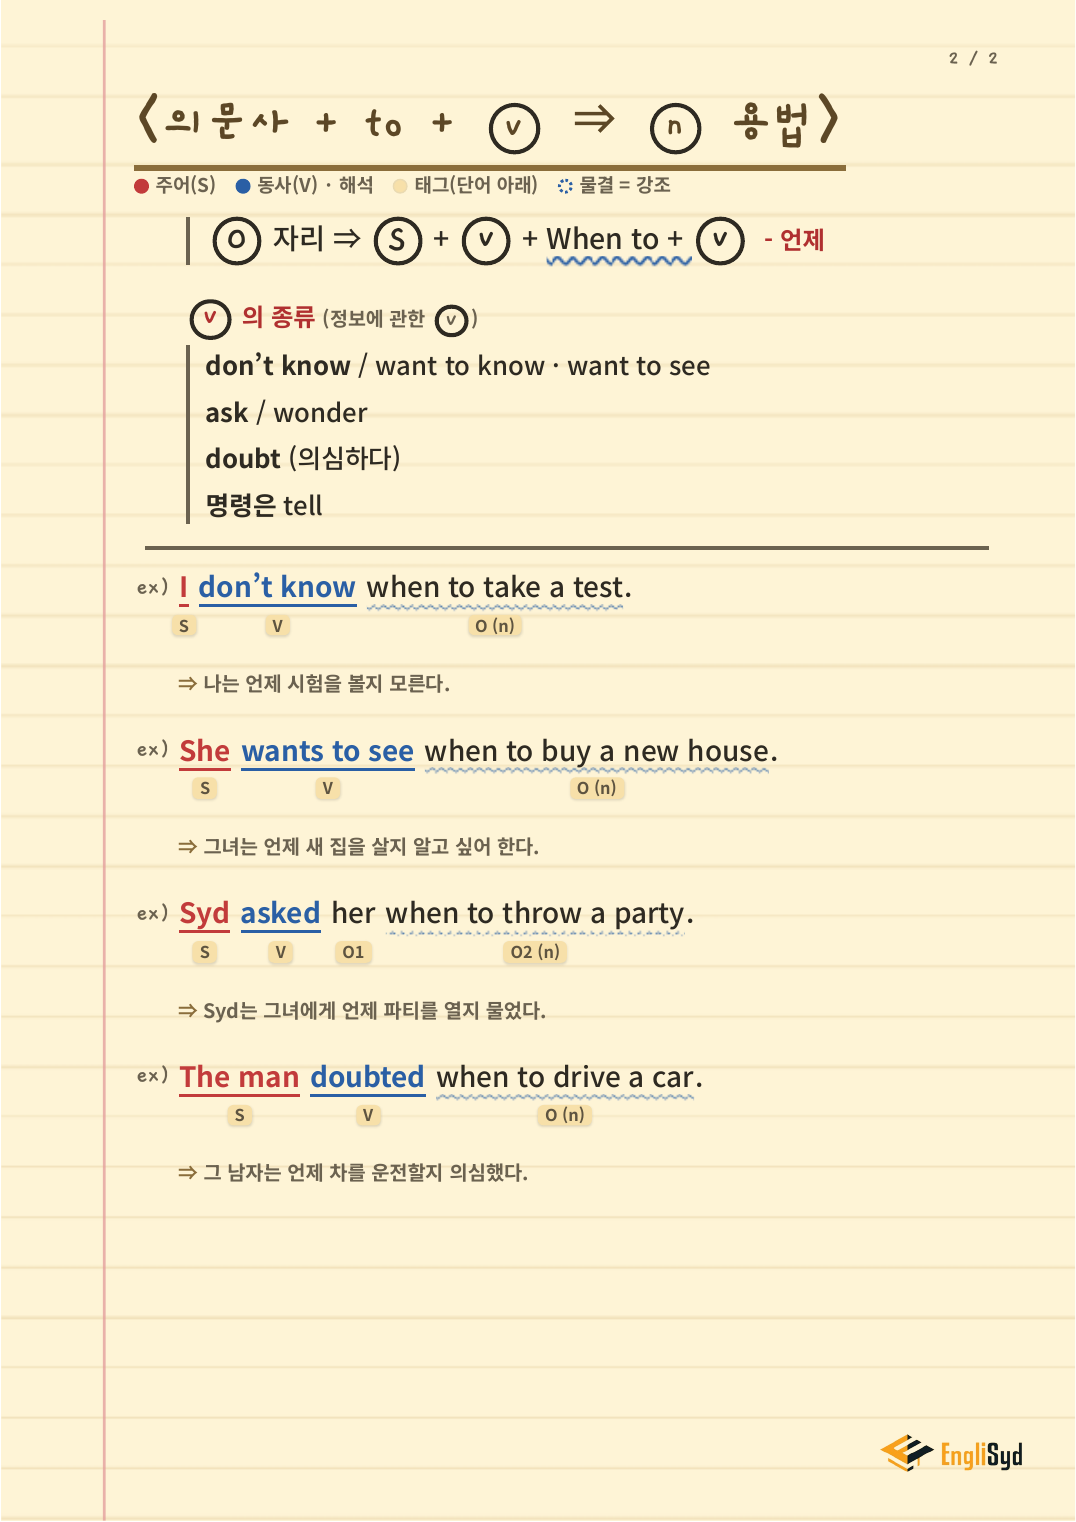 2 / 2
〈의문사 + to + v ⇒ n 용법〉
주어(S) 동사(V) · 해석 태그(단어 아래) 물결 = 강조
O 자리 ⇒ S + v + When to + v - 언제
v 의 종류 (정보에 관한 v)
don’t know / want to know · want to see
ask / wonder
doubt (의심하다)
명령은 tell
ex) I don’t know when to take a test.
S V O (n)
⇒ 나는 언제 시험을 볼지 모른다.
ex) She wants to see when to buy a new house.
S V O (n)
⇒ 그녀는 언제 새 집을 살지 알고 싶어 한다.
ex) Syd asked her when to throw a party.
S V O1 O2 (n)
⇒ Syd는 그녀에게 언제 파티를 열지 물었다.
ex) The man doubted when to drive a car.
S V O (n)
⇒ 그 남자는 언제 차를 운전할지 의심했다.
EngliSyd